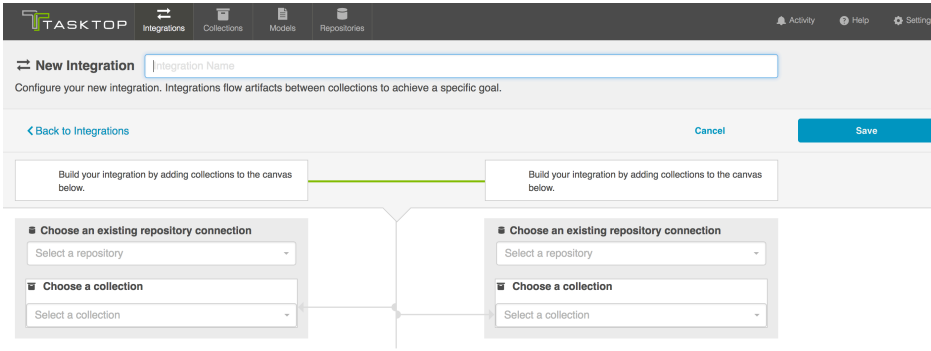 TASKTOP
Integrations
Collections
Models
Repositories
Activity
Help
Setting
New Integration
Integration Name
Configure your new integration. Integrations flow artifacts between collections to achieve a specific goal.
Back to Integrations
Cancel
Save
Build your integration by adding collections to the canvas
below.
Build your integration by adding collections to the canvas
below.
Choose an existing repository connection
Select a repository
Choose a collection
Select a collection
Choose an existing repository connection
Select a repository
Choose a collection
Select a collection